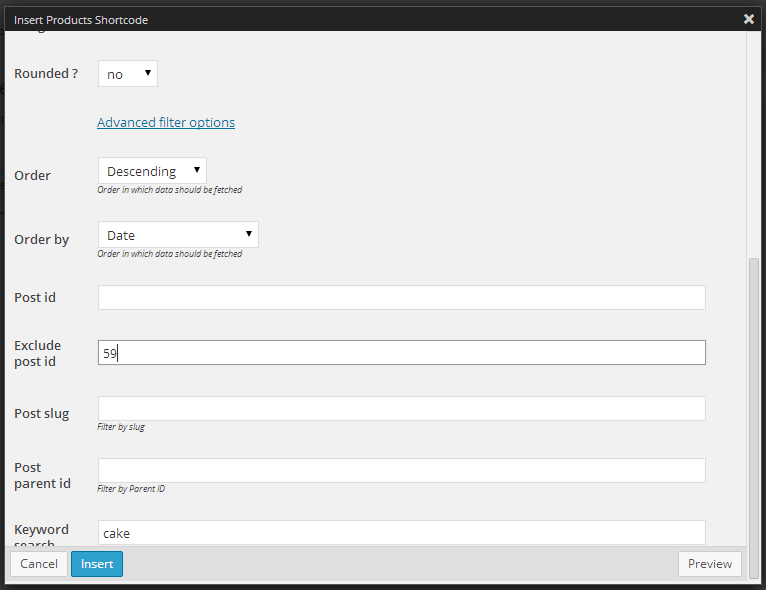 Insert Products Shortcode
Rounded ?
no
Advanced filter options
Order
Descending
Order in which data should be fetched
Order by
Date
Order in which data should be fetched
Post id
Exclude
post id
59
Post slug
Filter by slug
Post
parent id
Filter by Parent ID
Keyword
search
cake
Cancel
Insert
Preview